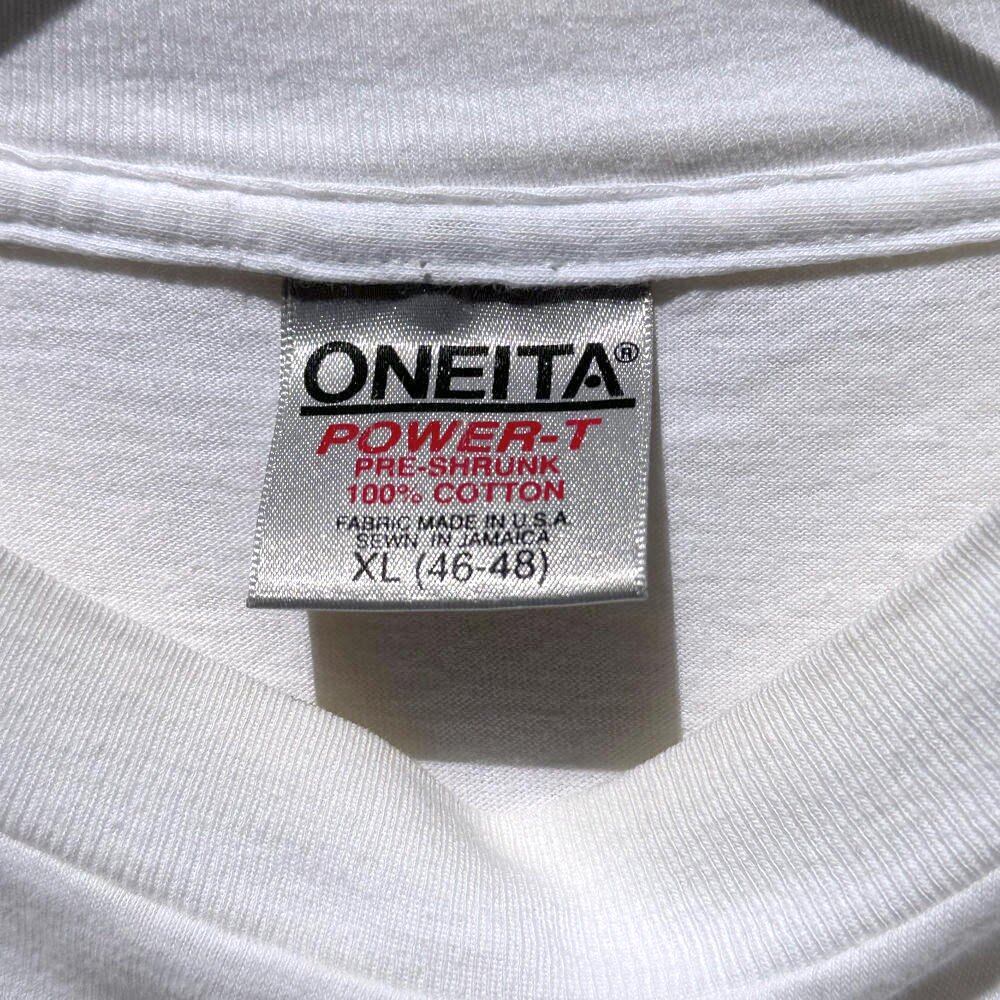 ONEITA®
POWER-T
PRE-SHRUNK
100% COTTON
FABRIC MADE IN U.S.A.
SEWN IN JAMAICA
XL (46-48)